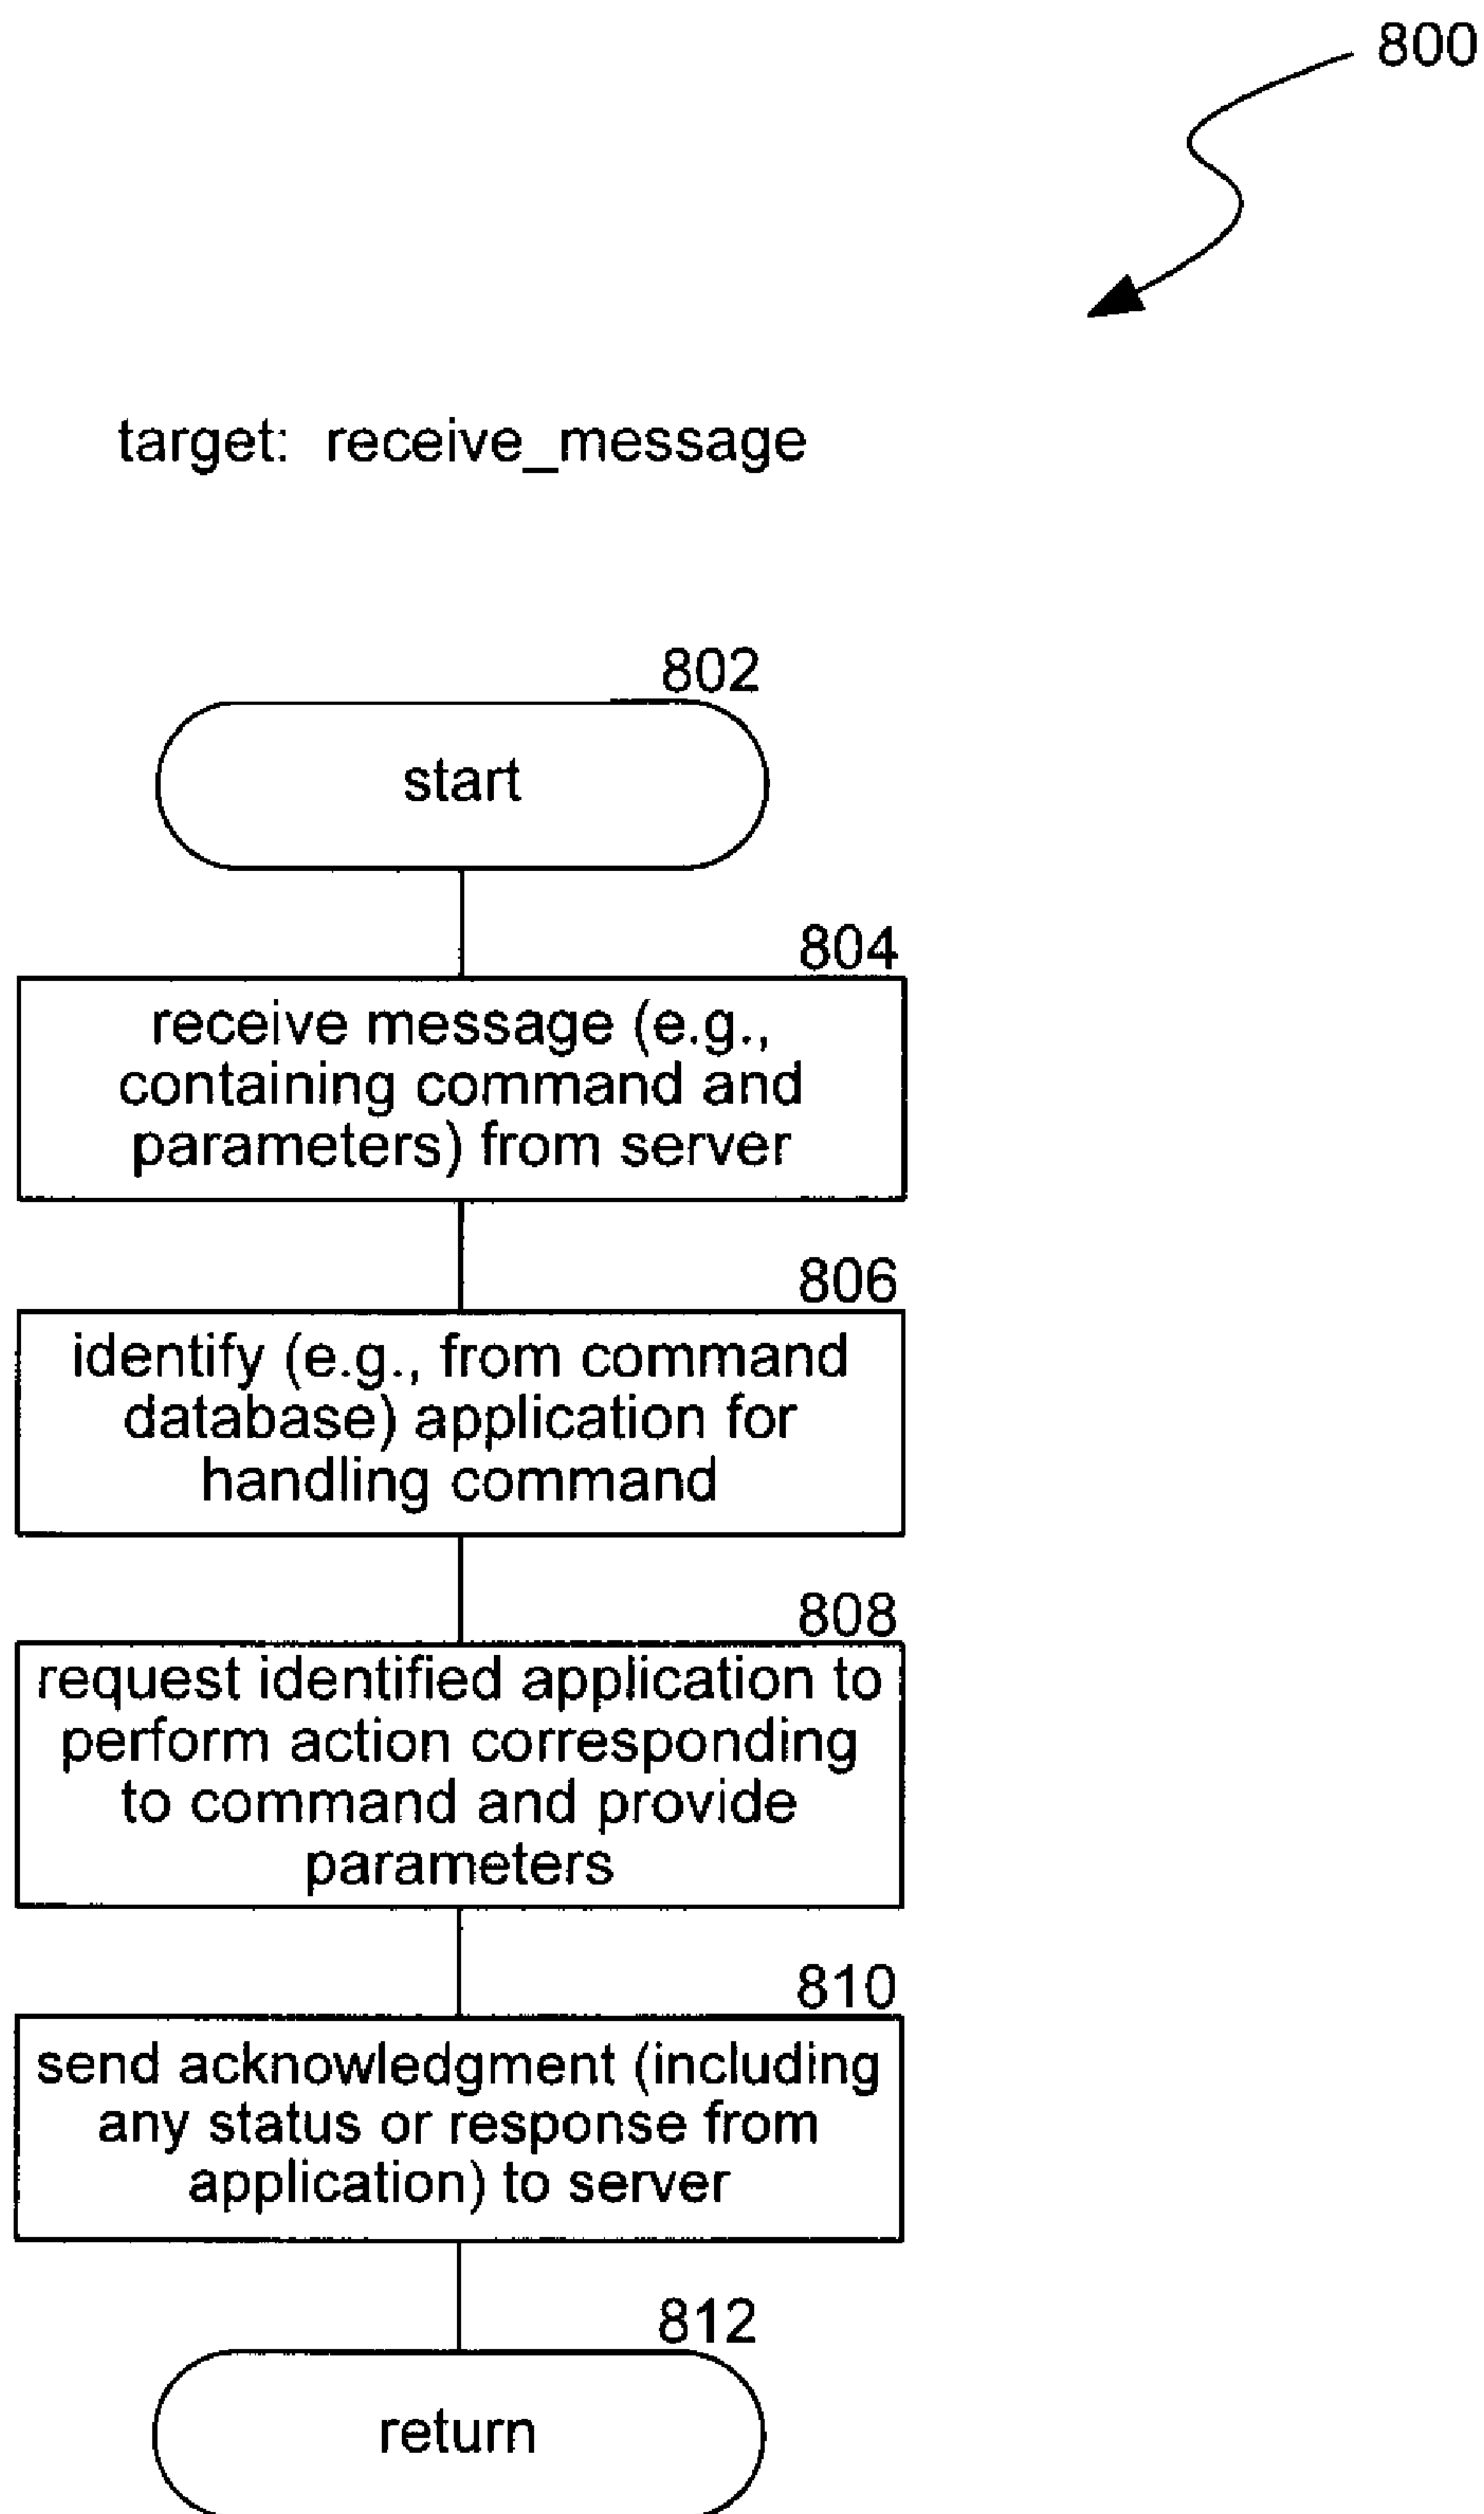 800
target: receive_message
802
start
804
receive message (e.g.,
containing command and
parameters) from server
806
identify (e.g., from command
database) application for
handling command
808
request identified application to
perform action corresponding
to command and provide
parameters
810
send acknowledgment (including
any status or response from
application) to server
812
return